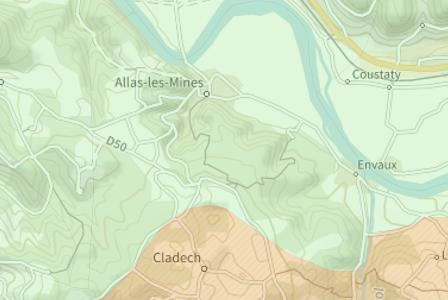 Coustaty
Allas-les-Mines
D50
Envaux
Cladech